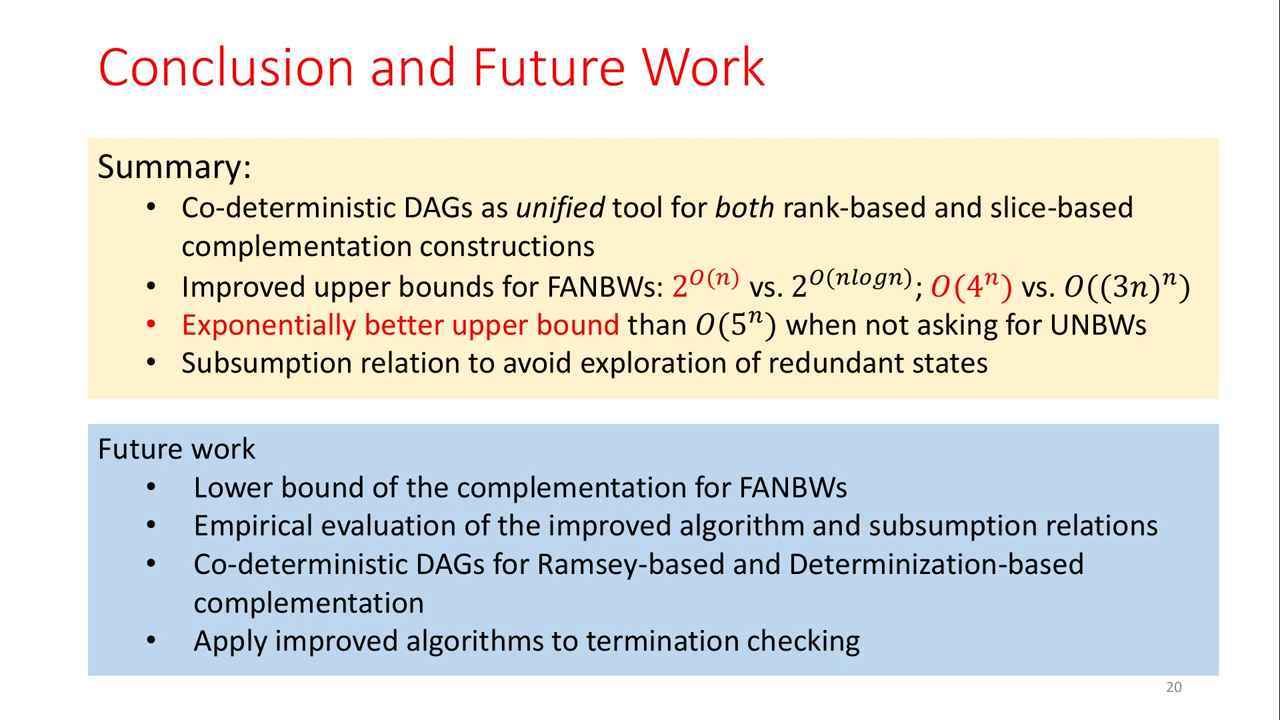 Conclusion and Future Work
Summary:
• Co-deterministic DAGs as unified tool for both rank-based and slice-based
complementation constructions
• Improved upper bounds for FANBWs: 2^{O(n)} vs. 2^{O(nlogn)}; O(4^n) vs. O((3n)^n)
• Exponentially better upper bound than O(5^n) when not asking for UNBWs
• Subsumption relation to avoid exploration of redundant states
Future work
• Lower bound of the complementation for FANBWs
• Empirical evaluation of the improved algorithm and subsumption relations
• Co-deterministic DAGs for Ramsey-based and Determinization-based
complementation
• Apply improved algorithms to termination checking
20